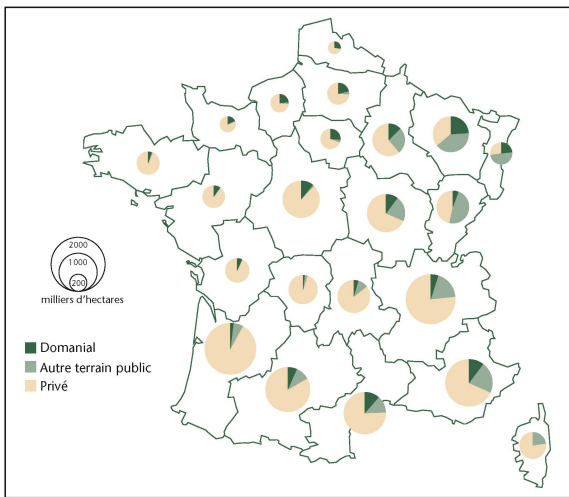 2000
1000
200
milliers d’hectares
Domanial
Autre terrain public
Privé